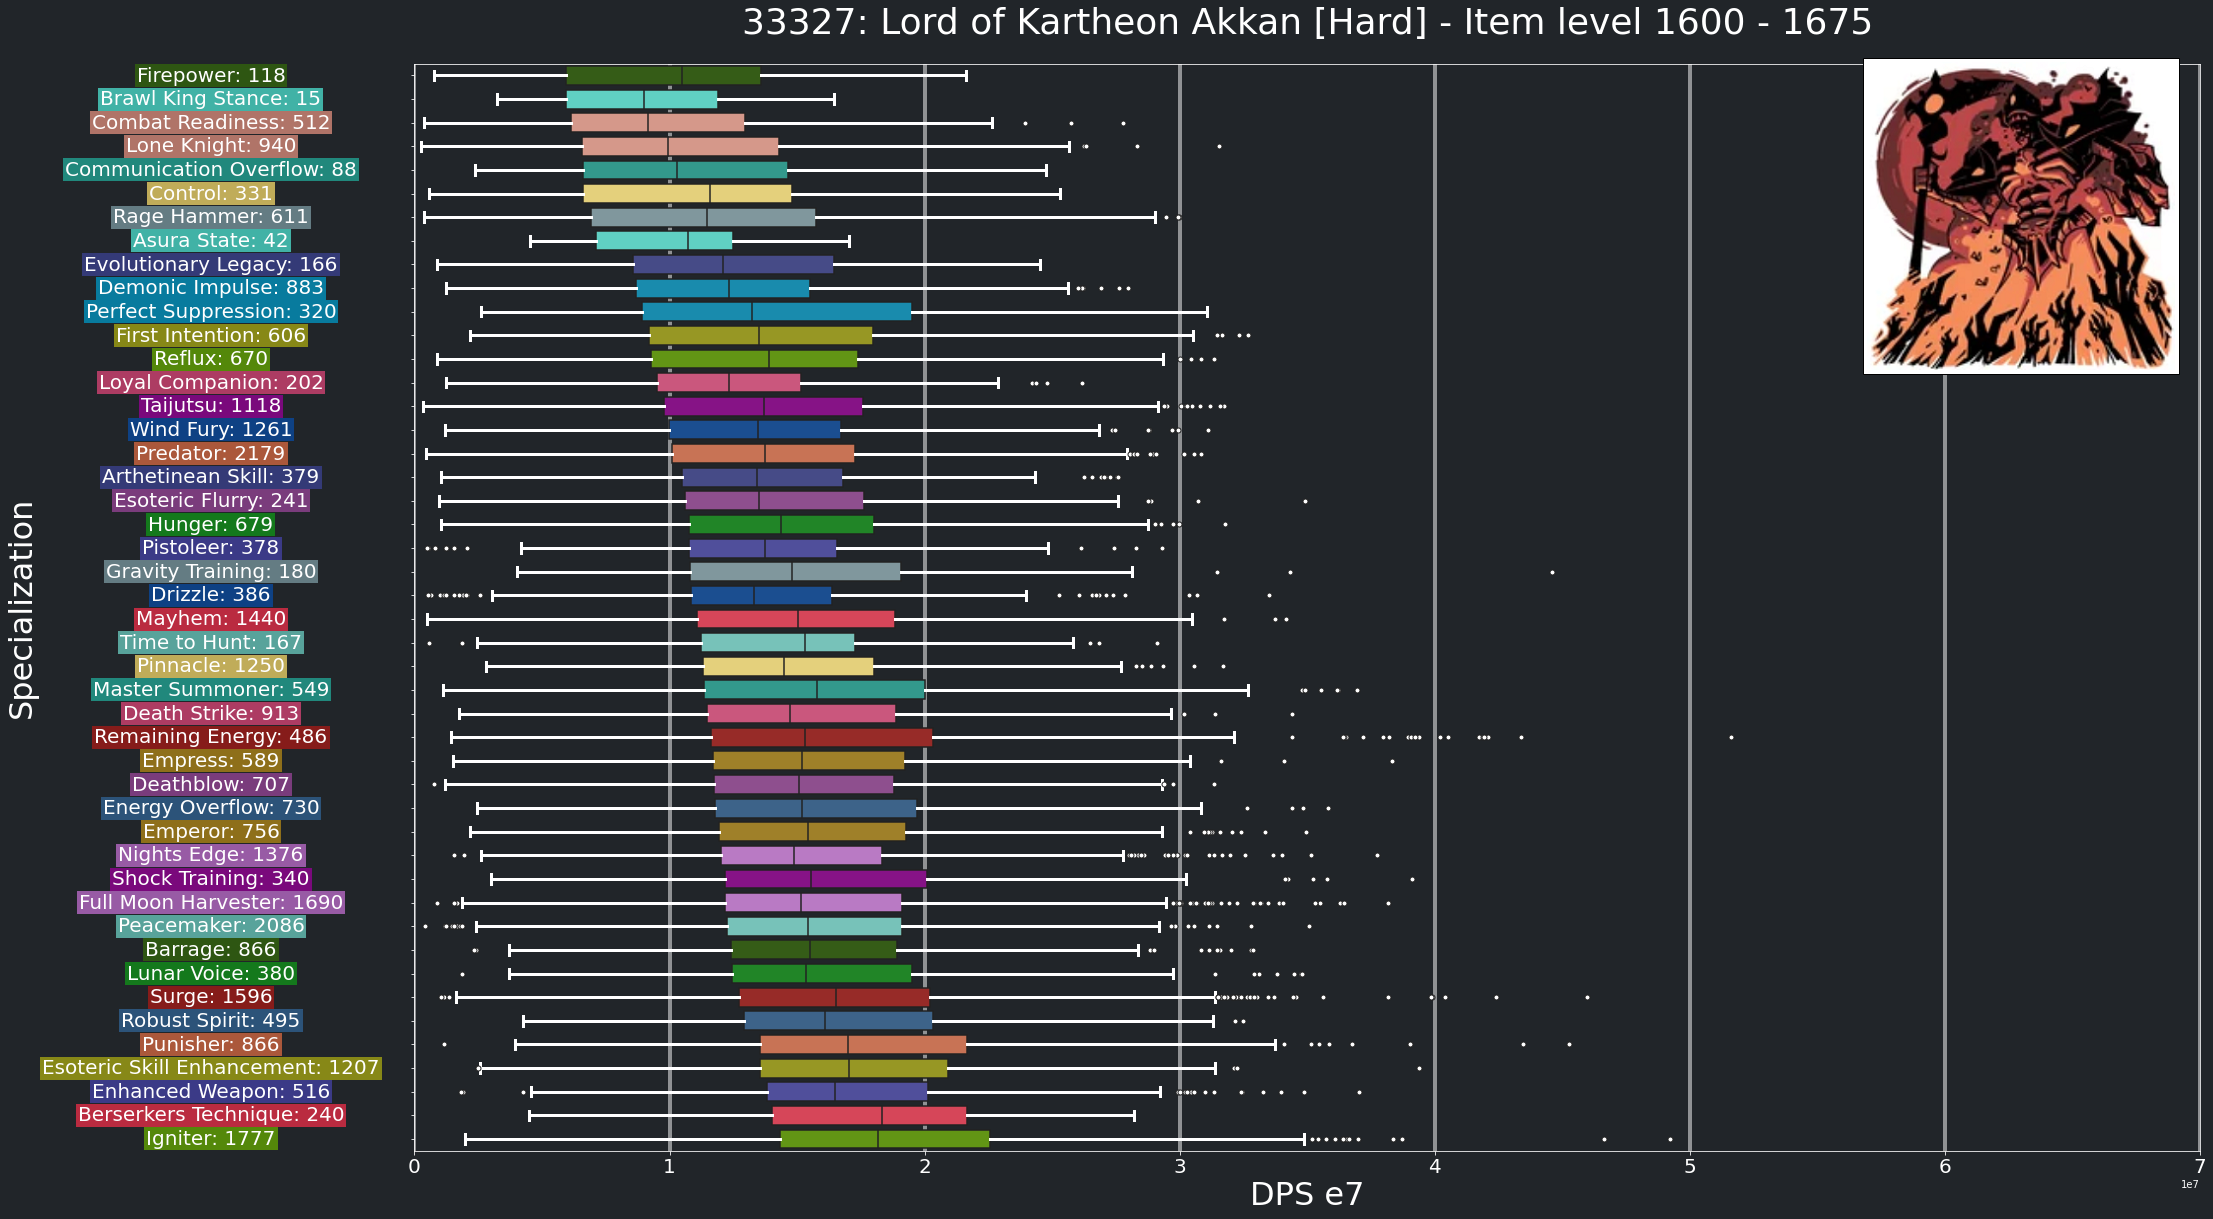 33327: Lord of Kartheon Akkan [Hard] - Item level 1600 - 1675
Firepower: 118
Brawl King Stance: 15
Combat Readiness: 512
Lone Knight: 940
Communication Overflow: 88
Control: 331
Rage Hammer: 611
Asura State: 42
Evolutionary Legacy: 166
Demonic Impulse: 883
Perfect Suppression: 320
First Intention: 606
Reflux: 670
Loyal Companion: 202
Taijutsu: 1118
Wind Fury: 1261
Predator: 2179
Arthetinean Skill: 379
Esoteric Flurry: 241
Hunger: 679
Pistoleer: 378
Gravity Training: 180
Drizzle: 386
Mayhem: 1440
Time to Hunt: 167
Pinnacle: 1250
Master Summoner: 549
Death Strike: 913
Remaining Energy: 486
Empress: 589
Deathblow: 707
Energy Overflow: 730
Emperor: 756
Nights Edge: 1376
Shock Training: 340
Full Moon Harvester: 1690
Peacemaker: 2086
Barrage: 866
Lunar Voice: 380
Surge: 1596
Robust Spirit: 495
Punisher: 866
Esoteric Skill Enhancement: 1207
Enhanced Weapon: 516
Berserkers Technique: 240
Igniter: 1777
Specialization
0 1 2 3 4 5 6 7
DPS e7
1e7